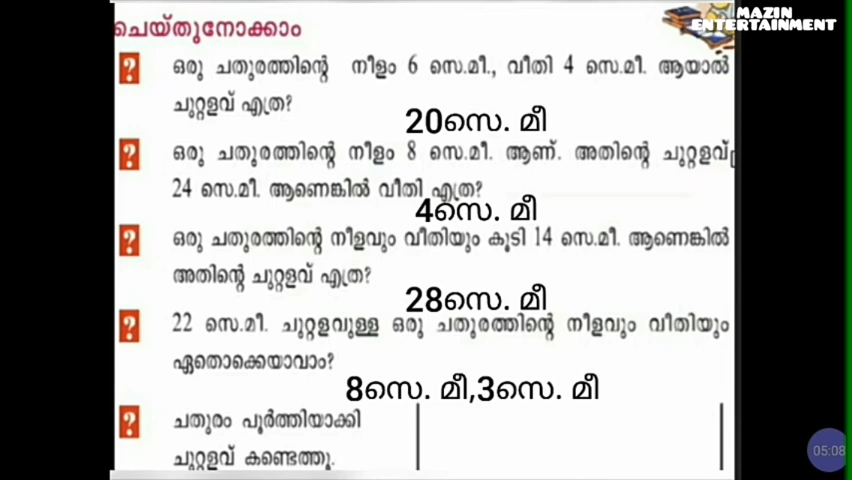 MAZIN
ENTERTAINMENT
ചെയ്തുനോക്കാം
? ഒരു ചതുരത്തിന്റെ നീളം 6 സെ.മീ., വീതി 4 സെ.മീ. ആയാൽ
ചുറ്റളവ് എത്ര?
20സെ. മീ
? ഒരു ചതുരത്തിന്റെ നീളം 8 സെ.മീ. ആണ്. അതിന്റെ ചുറ്റളവ്
24 സെ.മീ. ആണെങ്കിൽ വീതി എത്ര?
4സെ. മീ
? ഒരു ചതുരത്തിന്റെ നീളവും വീതിയും കൂടി 14 സെ.മീ. ആണെങ്കിൽ
അതിന്റെ ചുറ്റളവ് എത്ര?
28സെ. മീ
? 22 സെ.മീ. ചുറ്റളവുള്ള ഒരു ചതുരത്തിന്റെ നീളവും വീതിയും
ഏതൊക്കെയാവാം?
8സെ. മീ,3സെ. മീ
? ചതുരം പൂർത്തിയാക്കി
ചുറ്റളവ് കണ്ടെത്തൂ.
05:08